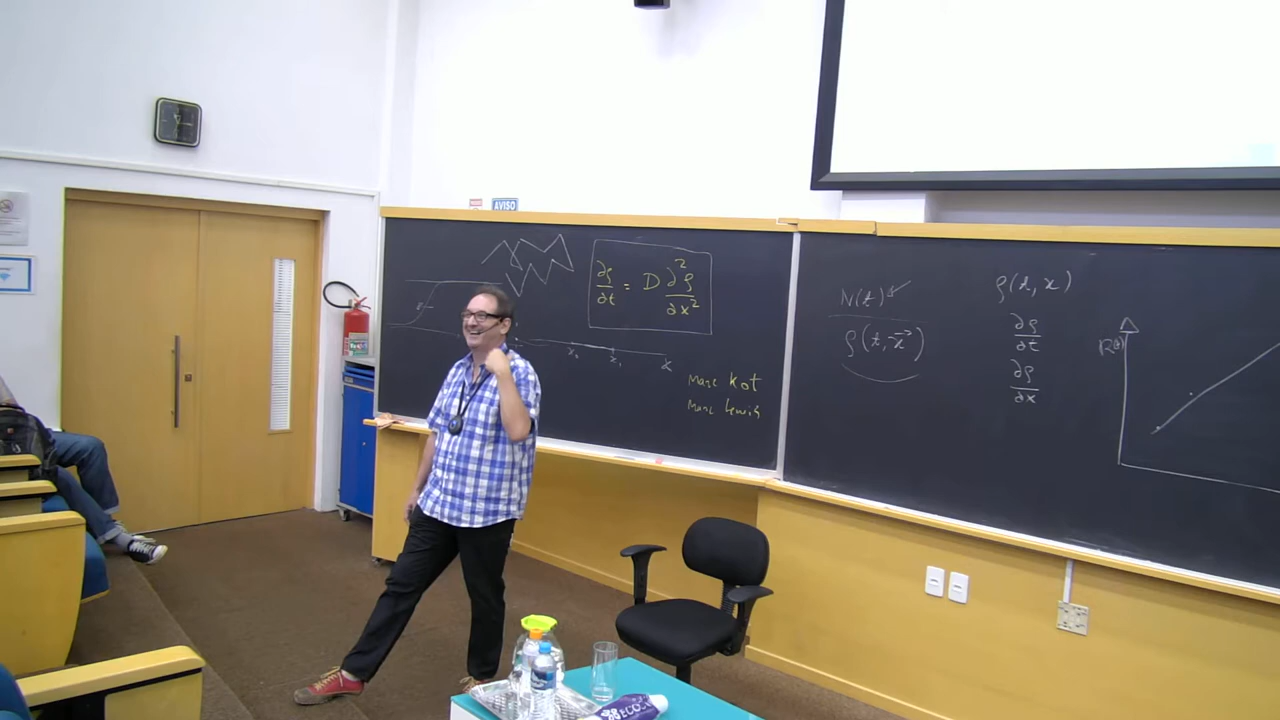 AVISO
∂ρ/∂t = D ∂²ρ/∂x²
x₀ x₁ x
Marc Kot
Marc Lewis
N(t)
ρ(t, x⃗)
ρ(t, x)
∂ρ/∂t
∂ρ/∂x
R(t)